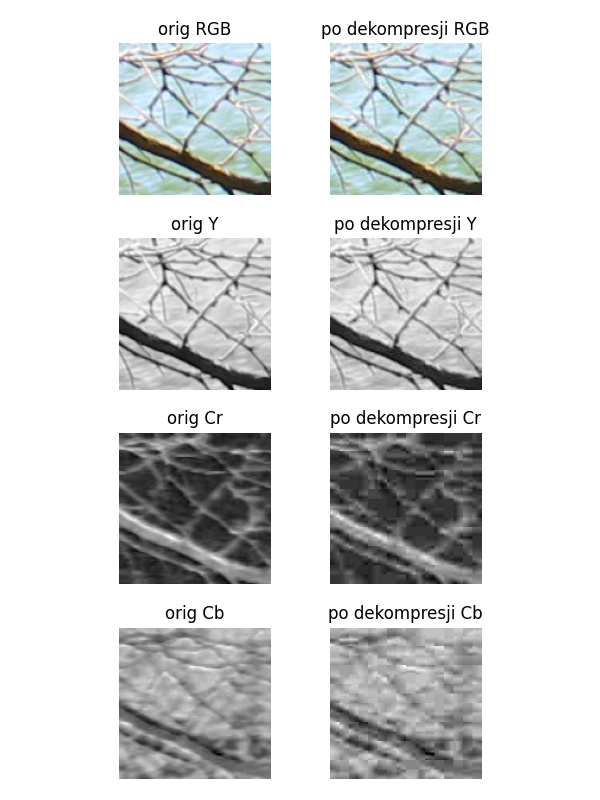 orig RGB
po dekompresji RGB
orig Y
po dekompresji Y
orig Cr
po dekompresji Cr
orig Cb
po dekompresji Cb